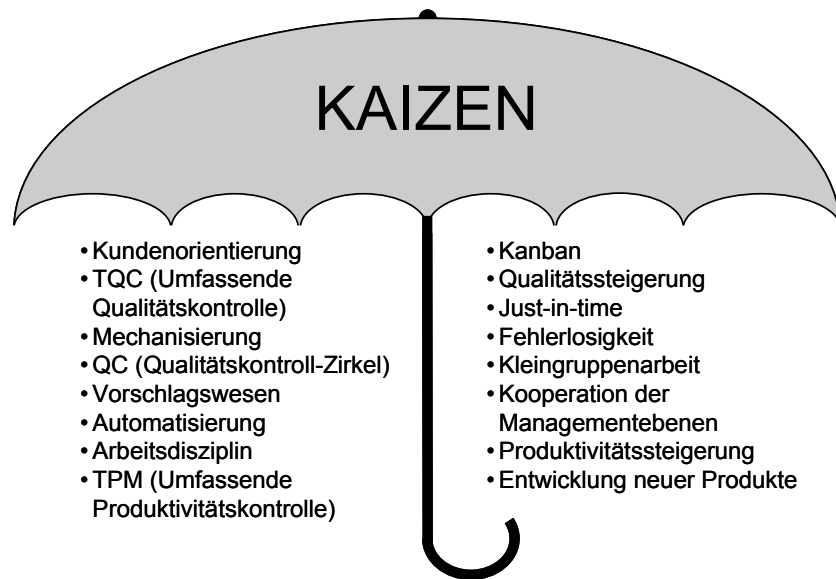 KAIZEN
• Kundenorientierung
• TQC (Umfassende
Qualitätskontrolle)
• Mechanisierung
• QC (Qualitätskontroll-Zirkel)
• Vorschlagswesen
• Automatisierung
• Arbeitsdisziplin
• TPM (Umfassende
Produktivitätskontrolle)
• Kanban
• Qualitätssteigerung
• Just-in-time
• Fehlerlosigkeit
• Kleingruppenarbeit
• Kooperation der
Managementebenen
• Produktivitätssteigerung
• Entwicklung neuer Produkte